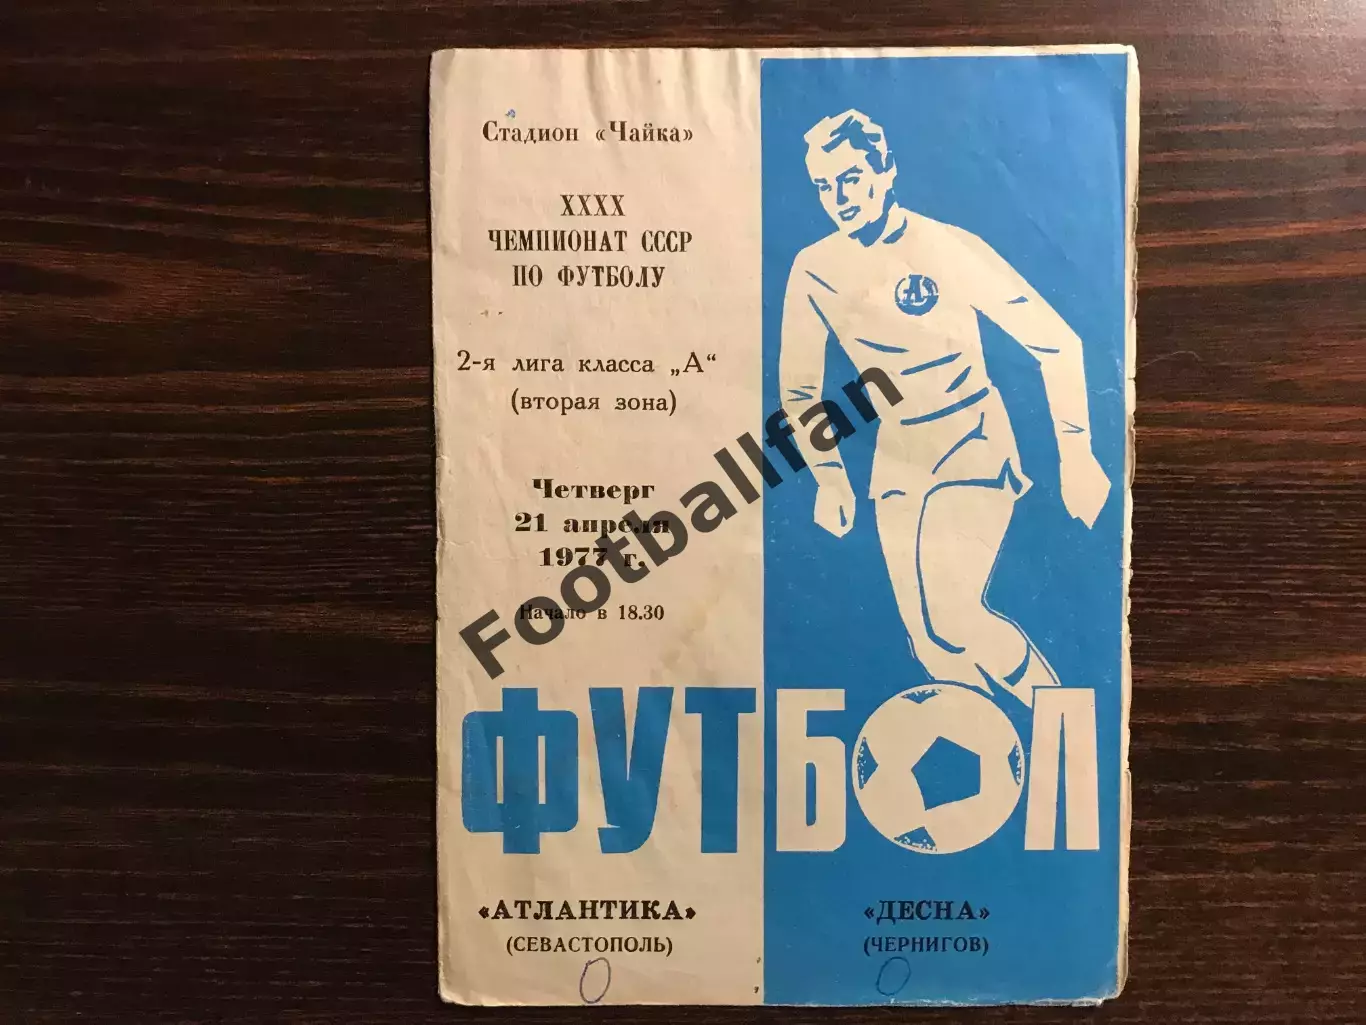 Стадион «Чайка»
XXXX
ЧЕМПИОНАТ СССР
ПО ФУТБОЛУ
2-я лига класса „А“
(вторая зона)
Четверг
21 апреля
1977 г.
Начало в 18.30
Footballfan
А
ФУТБОЛ
«АТЛАНТИКА»
(СЕВАСТОПОЛЬ)
0
«ДЕСНА»
(ЧЕРНИГОВ)
0